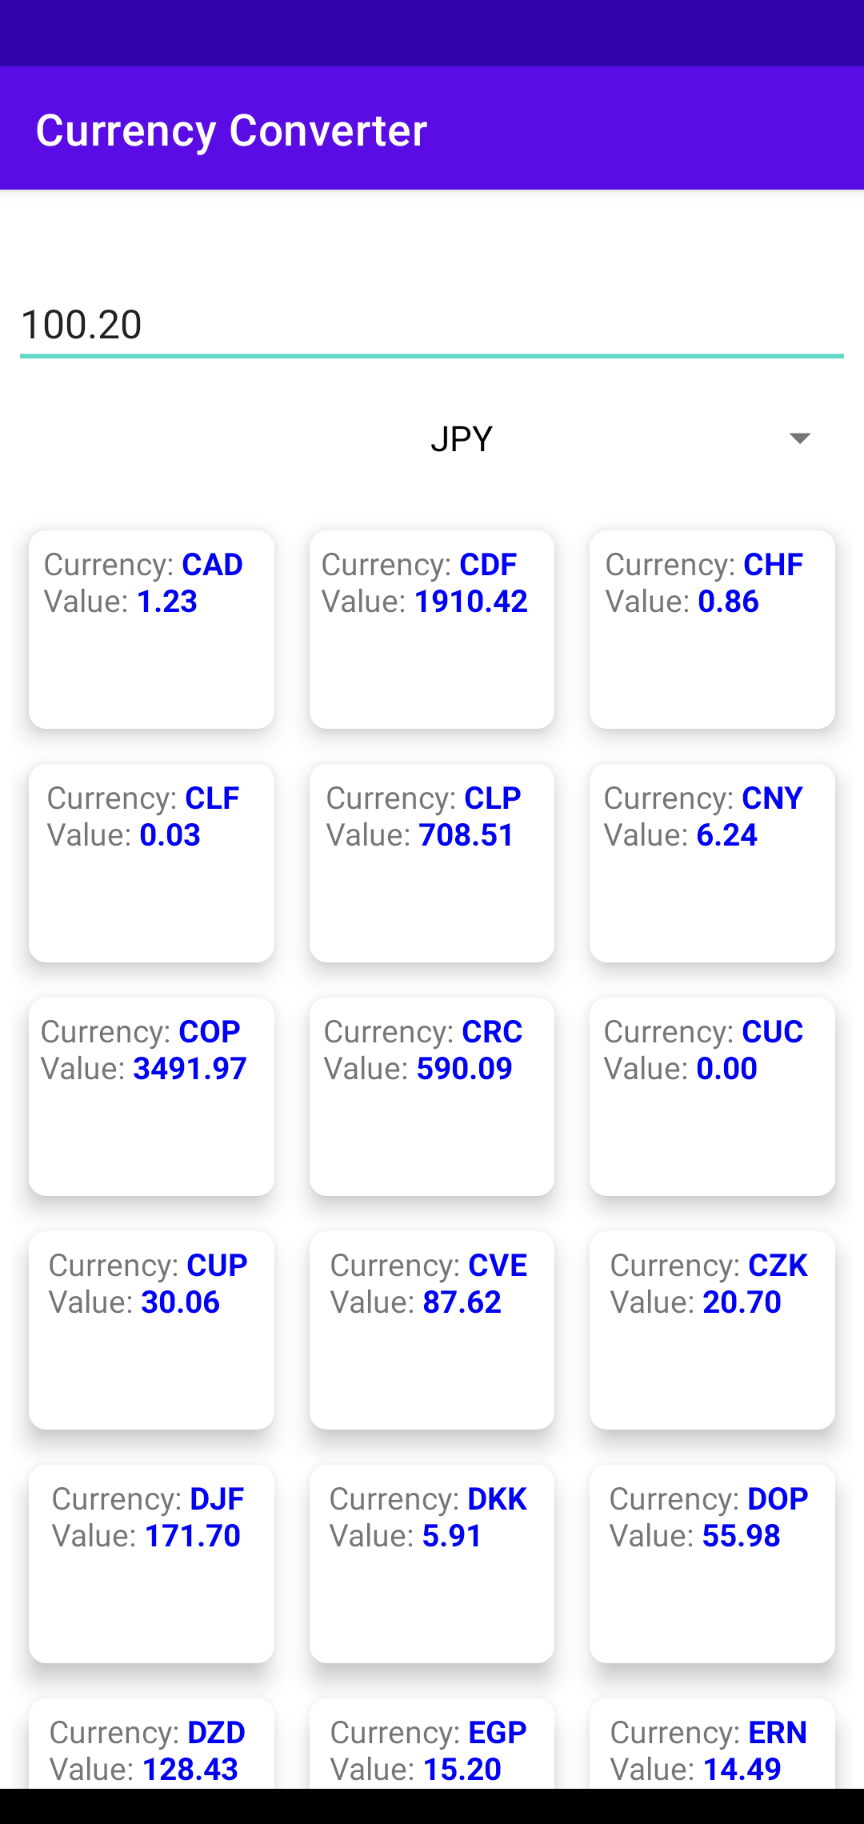 Currency Converter
100.20
JPY
Currency: CAD
Value: 1.23
Currency: CDF
Value: 1910.42
Currency: CHF
Value: 0.86
Currency: CLF
Value: 0.03
Currency: CLP
Value: 708.51
Currency: CNY
Value: 6.24
Currency: COP
Value: 3491.97
Currency: CRC
Value: 590.09
Currency: CUC
Value: 0.00
Currency: CUP
Value: 30.06
Currency: CVE
Value: 87.62
Currency: CZK
Value: 20.70
Currency: DJF
Value: 171.70
Currency: DKK
Value: 5.91
Currency: DOP
Value: 55.98
Currency: DZD
Value: 128.43
Currency: EGP
Value: 15.20
Currency: ERN
Value: 14.49